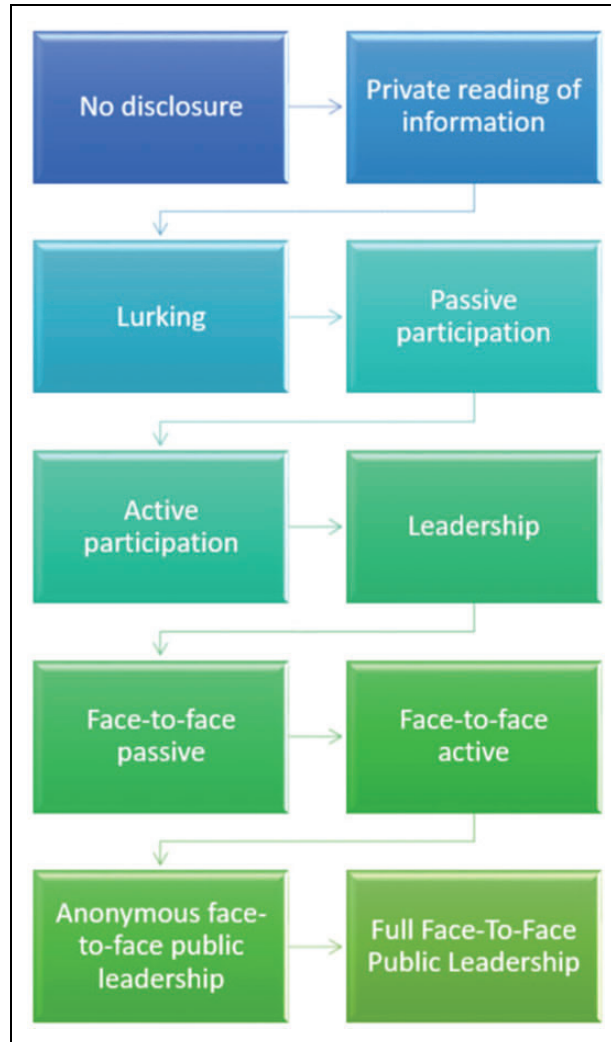 No disclosure
Private reading of
information
Lurking
Passive
participation
Active
participation
Leadership
Face-to-face
passive
Face-to-face
active
Anonymous face-
to-face public
leadership
Full Face-To-Face
Public Leadership